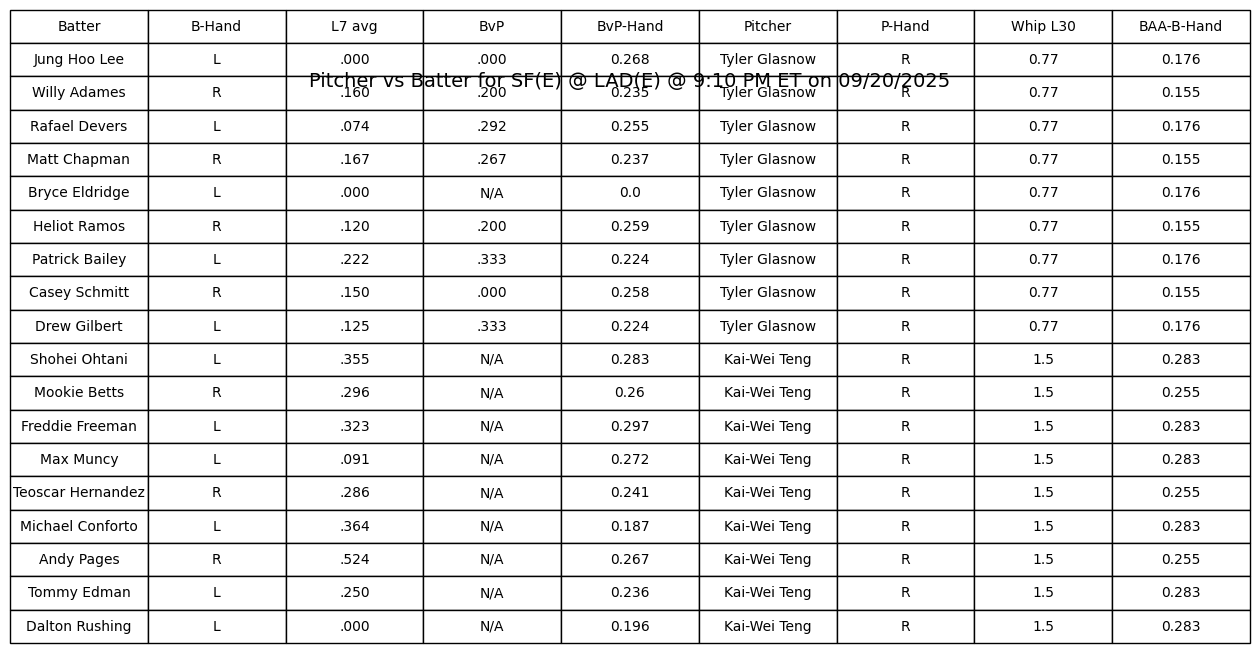 Batter B-Hand L7 avg BvP BvP-Hand Pitcher P-Hand Whip L30 BAA-B-Hand
Jung Hoo Lee L .000 .000 0.268 Tyler Glasnow R 0.77 0.176
Pitcher vs Batter for SF(E) @ LAD(E) @ 9:10 PM ET on 09/20/2025
Willy Adames R .160 .200 0.235 Tyler Glasnow R 0.77 0.155
Rafael Devers L .074 .292 0.255 Tyler Glasnow R 0.77 0.176
Matt Chapman R .167 .267 0.237 Tyler Glasnow R 0.77 0.155
Bryce Eldridge L .000 N/A 0.0 Tyler Glasnow R 0.77 0.176
Heliot Ramos R .120 .200 0.259 Tyler Glasnow R 0.77 0.155
Patrick Bailey L .222 .333 0.224 Tyler Glasnow R 0.77 0.176
Casey Schmitt R .150 .000 0.258 Tyler Glasnow R 0.77 0.155
Drew Gilbert L .125 .333 0.224 Tyler Glasnow R 0.77 0.176
Shohei Ohtani L .355 N/A 0.283 Kai-Wei Teng R 1.5 0.283
Mookie Betts R .296 N/A 0.26 Kai-Wei Teng R 1.5 0.255
Freddie Freeman L .323 N/A 0.297 Kai-Wei Teng R 1.5 0.283
Max Muncy L .091 N/A 0.272 Kai-Wei Teng R 1.5 0.283
Teoscar Hernandez R .286 N/A 0.241 Kai-Wei Teng R 1.5 0.255
Michael Conforto L .364 N/A 0.187 Kai-Wei Teng R 1.5 0.283
Andy Pages R .524 N/A 0.267 Kai-Wei Teng R 1.5 0.255
Tommy Edman L .250 N/A 0.236 Kai-Wei Teng R 1.5 0.283
Dalton Rushing L .000 N/A 0.196 Kai-Wei Teng R 1.5 0.283